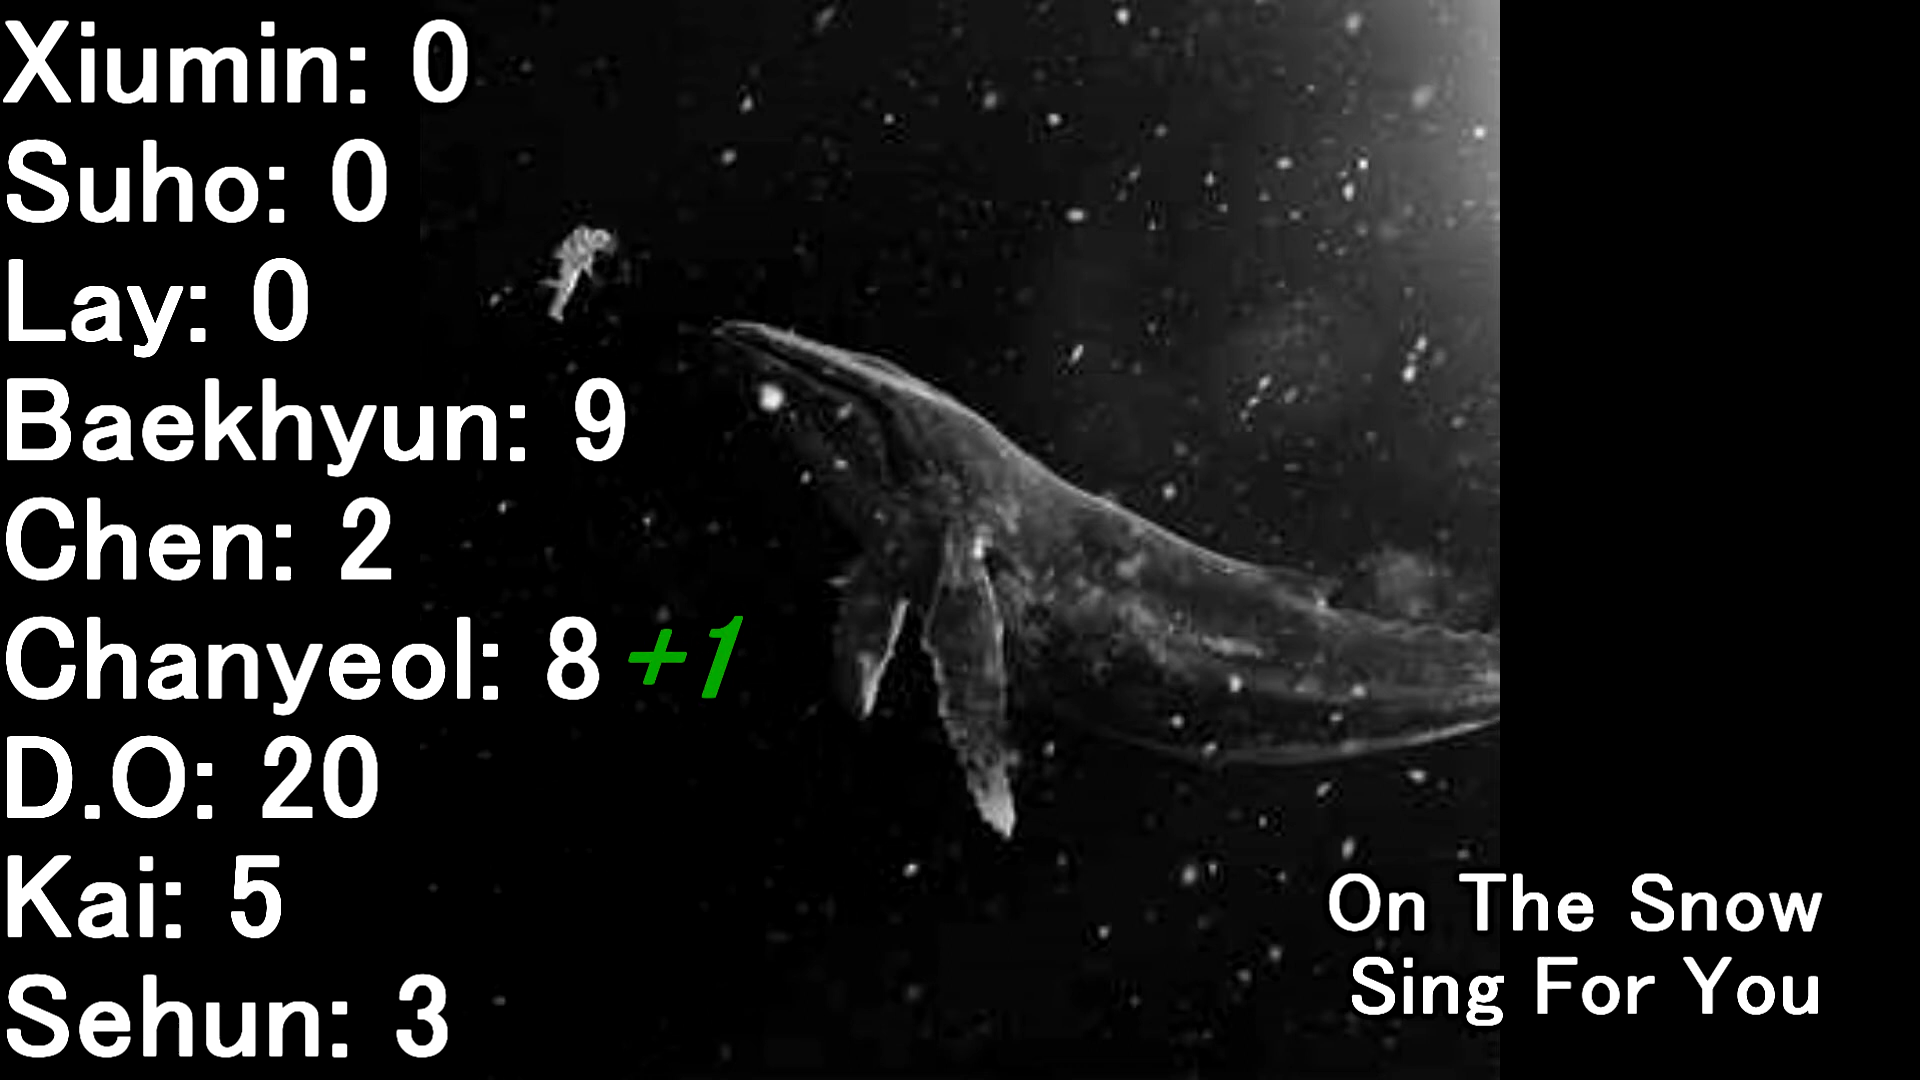 Xiumin: 0
Suho: 0
Lay: 0
Baekhyun: 9
Chen: 2
Chanyeol: 8 +1
D.O: 20
Kai: 5
Sehun: 3
On The Snow
Sing For You